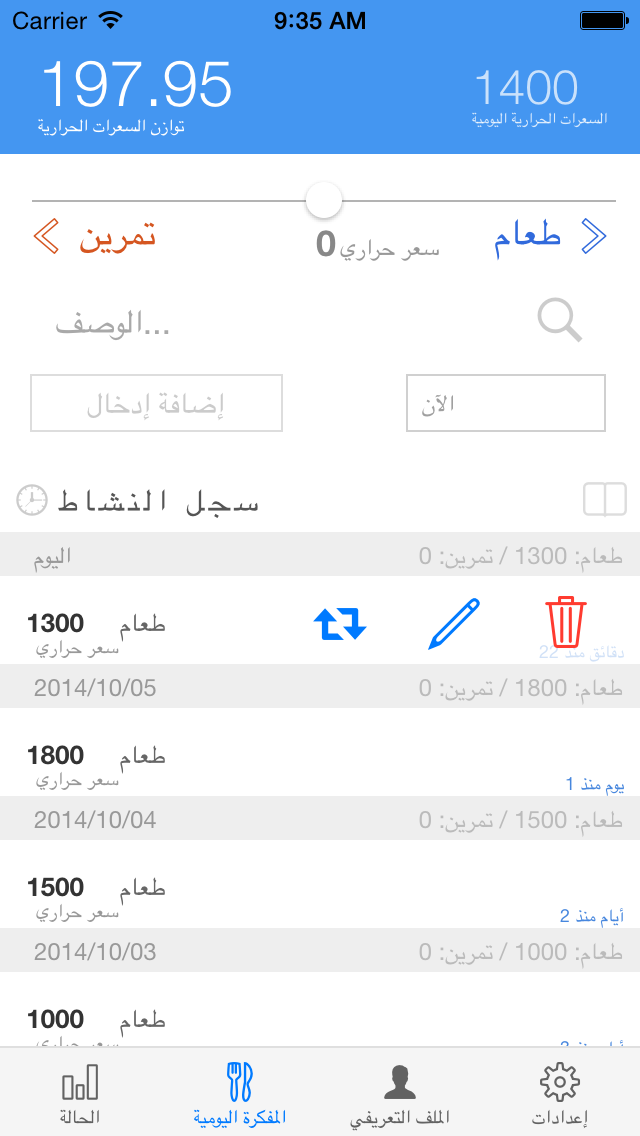 Carrier 9:35 AM
197.95
توازن السعرات الحرارية
1400
السعرات الحرارية اليومية
تمرين
0 سعر حراري
طعام
الوصف...
إضافة إدخال
الآن
سجل النشاط
اليوم
طعام: 1300 / تمرين: 0
1300 طعام
سعر حراري
دقائق منذ 22
2014/10/05
طعام: 1800 / تمرين: 0
1800 طعام
سعر حراري
يوم منذ 1
2014/10/04
طعام: 1500 / تمرين: 0
1500 طعام
سعر حراري
أيام منذ 2
2014/10/03
طعام: 1000 / تمرين: 0
1000 طعام
الحالة
المفكرة اليومية
الملف التعريفي
إعدادات